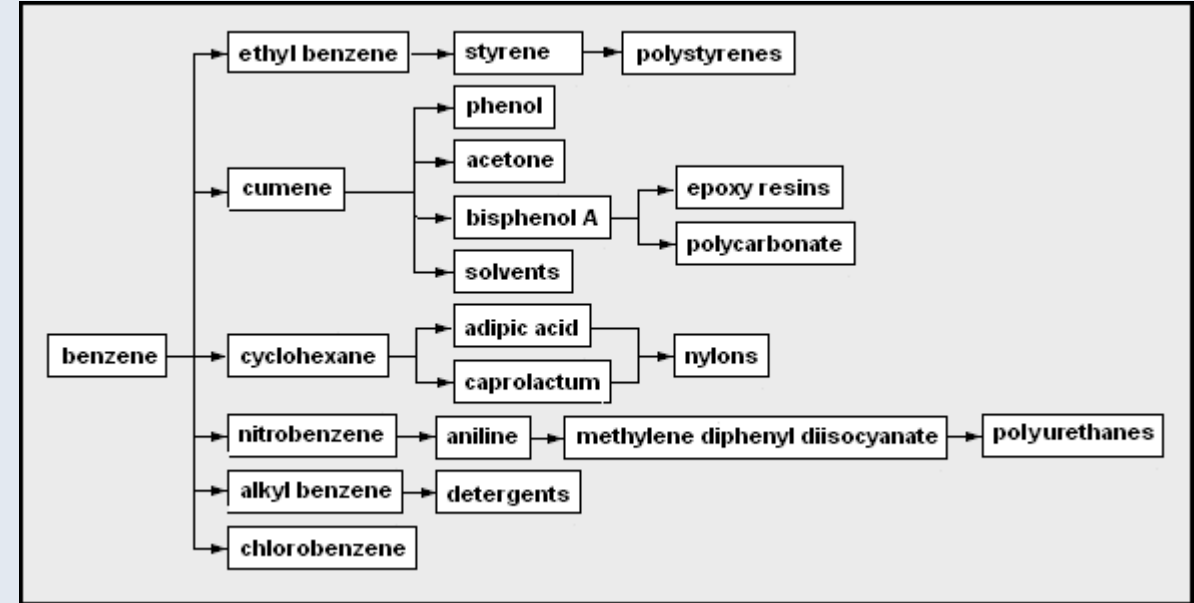 ethyl benzene
styrene
polystyrenes
phenol
acetone
cumene
epoxy resins
bisphenol A
polycarbonate
solvents
adipic acid
benzene
cyclohexane
nylons
caprolactum
nitrobenzene
aniline
methylene diphenyl diisocyanate
polyurethanes
alkyl benzene
detergents
chlorobenzene